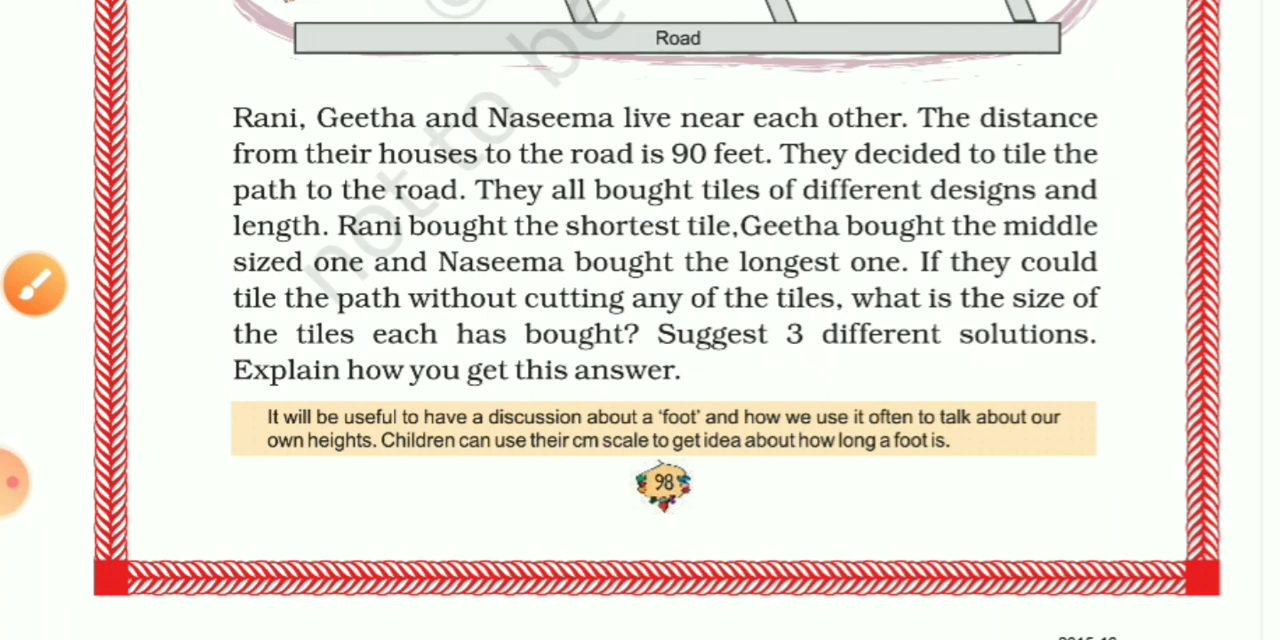 Road
Rani, Geetha and Naseema live near each other. The distance
from their houses to the road is 90 feet. They decided to tile the
path to the road. They all bought tiles of different designs and
length. Rani bought the shortest tile,Geetha bought the middle
sized one and Naseema bought the longest one. If they could
tile the path without cutting any of the tiles, what is the size of
the tiles each has bought? Suggest 3 different solutions.
Explain how you get this answer.
It will be useful to have a discussion about a ‘foot’ and how we use it often to talk about our
own heights. Children can use their cm scale to get idea about how long a foot is.
98
not to be